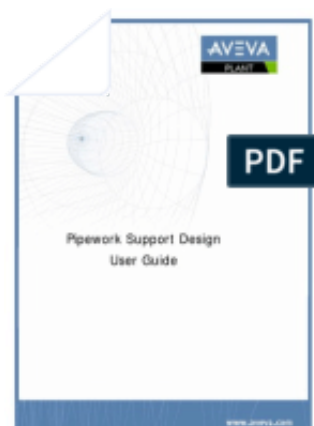 AVEVA
PLANT
PDF
Pipework Support Design
User Guide
www.aveva.com